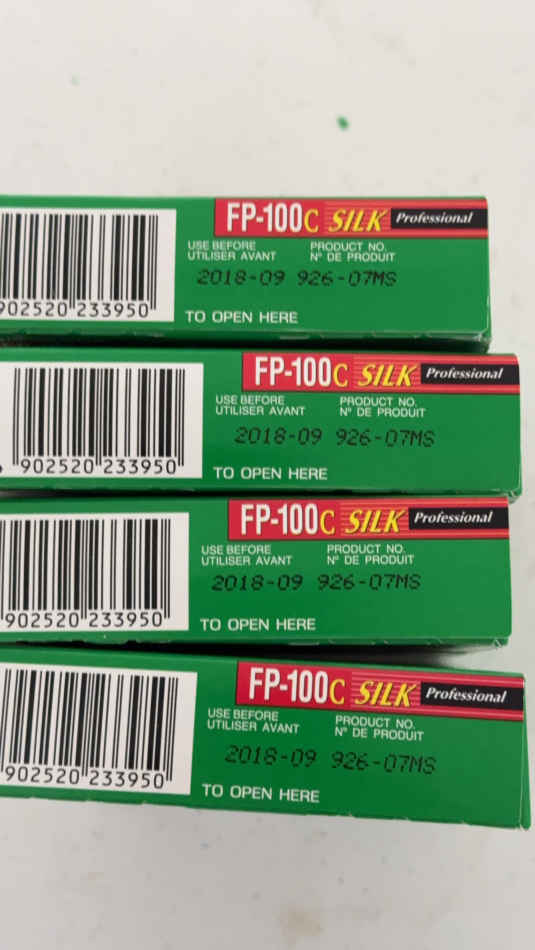 FP-100C SILK Professional
USE BEFORE PRODUCT NO.
UTILISER AVANT N° DE PRODUIT
2018-09 926-07MS
902520 233950
TO OPEN HERE
FP-100C SILK Professional
USE BEFORE PRODUCT NO.
UTILISER AVANT N° DE PRODUIT
2018-09 926-07MS
902520 233950
TO OPEN HERE
FP-100C SILK Professional
USE BEFORE PRODUCT NO.
UTILISER AVANT N° DE PRODUIT
2018-09 926-07MS
902520 233950
TO OPEN HERE
FP-100C SILK Professional
USE BEFORE PRODUCT NO.
UTILISER AVANT N° DE PRODUIT
2018-09 926-07MS
902520 233950
TO OPEN HERE